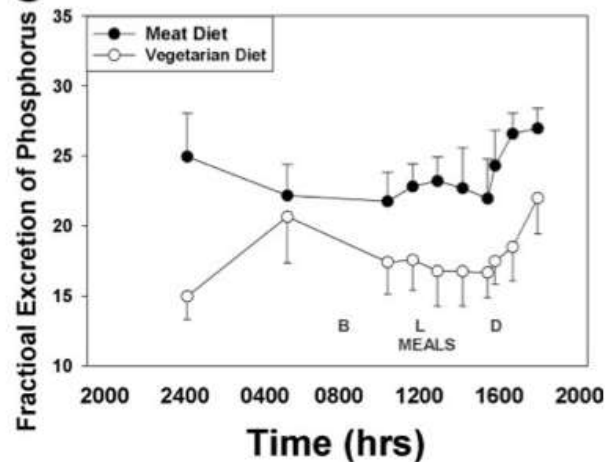 Fractioal Excretion of Phosphorus (
35
30
25
20
15
10
Meat Diet
Vegetarian Diet
B L D
MEALS
2000 2400 0400 0800 1200 1600 2000
Time (hrs)